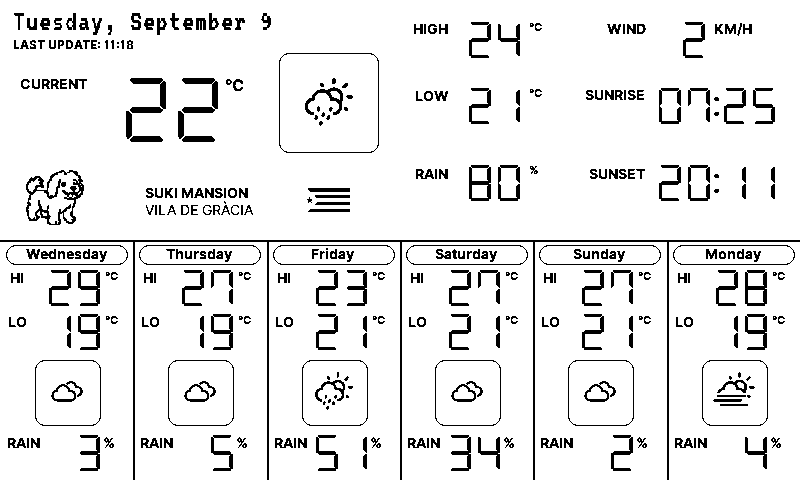 Tuesday, September 9
LAST UPDATE: 11:18
CURRENT 22 °C
HIGH 24 °C
LOW 21 °C
RAIN 80 %
WIND 2 KM/H
SUNRISE 07:25
SUNSET 20:11
SUKI MANSION
VILA DE GRÀCIA
Wednesday
HI 29 °C
LO 19 °C
RAIN 3 %
Thursday
HI 27 °C
LO 19 °C
RAIN 5 %
Friday
HI 23 °C
LO 21 °C
RAIN 51 %
Saturday
HI 27 °C
LO 21 °C
RAIN 34 %
Sunday
HI 27 °C
LO 21 °C
RAIN 2 %
Monday
HI 28 °C
LO 19 °C
RAIN 4 %